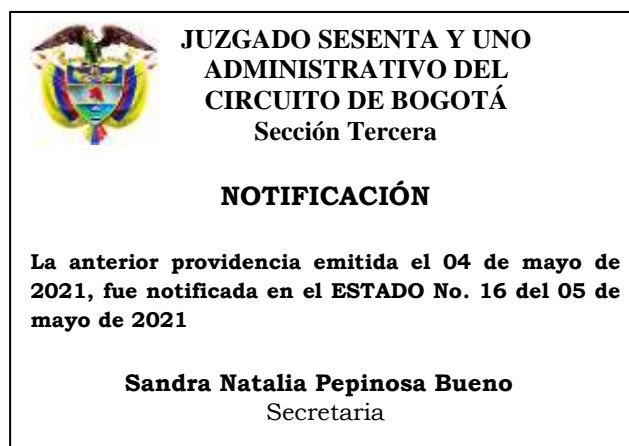 JUZGADO SESENTA Y UNO
ADMINISTRATIVO DEL
CIRCUITO DE BOGOTÁ
Sección Tercera
NOTIFICACIÓN
La anterior providencia emitida el 04 de mayo de
2021, fue notificada en el ESTADO No. 16 del 05 de
mayo de 2021
Sandra Natalia Pepinosa Bueno
Secretaria